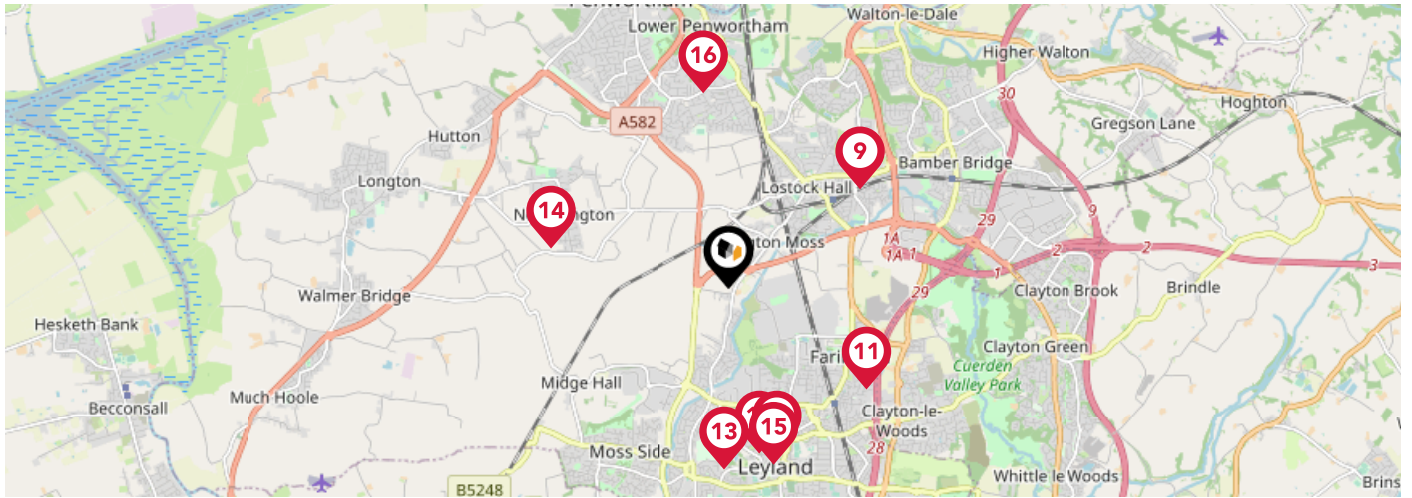 Lower Penwortham
Walton-le-Dale
16
Higher Walton
30
Hoghton
A582
Gregson Lane
Hutton
9
Bamber Bridge
Longton
Lostock Hall
14
29
9
1A
1A
1
2
2
1
3
29
Walmer Bridge
Clayton Brook
Brindle
Hesketh Bank
11
Clayton Green
Midge Hall
Cuerden
Valley Park
Much Hoole
Becconsall
13
15
Clayton-le-
Woods
28
Moss Side
Leyland
Whittle le Woods
B5248